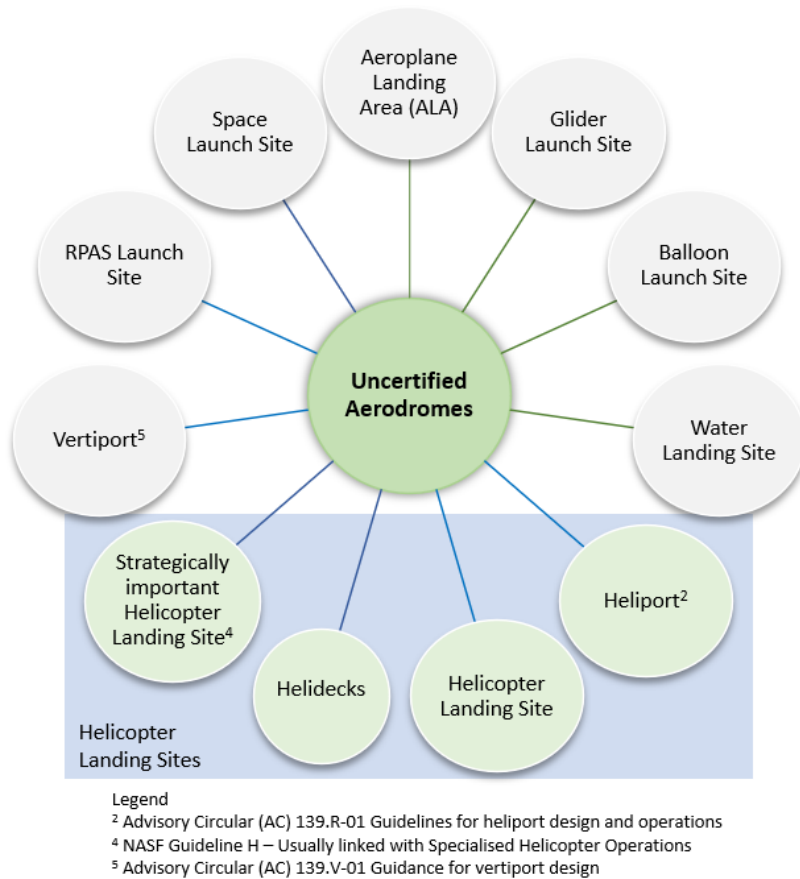 Aeroplane
Landing
Area (ALA)
Space
Launch Site
Glider
Launch Site
RPAS Launch
Site
Balloon
Launch Site
Uncertified
Aerodromes
Vertiport⁵
Water
Landing Site
Strategically
important
Helicopter
Landing Site⁴
Heliport²
Helidecks
Helicopter
Landing Site
Helicopter
Landing Sites
Legend
² Advisory Circular (AC) 139.R-01 Guidelines for heliport design and operations
⁴ NASF Guideline H – Usually linked with Specialised Helicopter Operations
⁵ Advisory Circular (AC) 139.V-01 Guidance for vertiport design